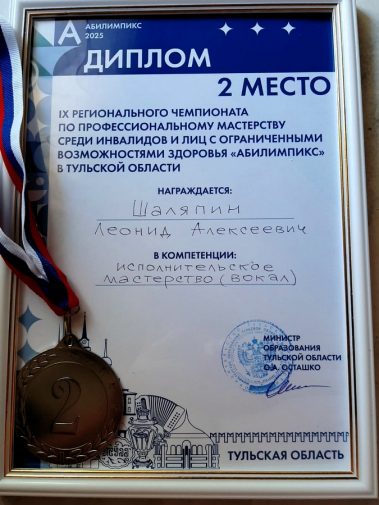 АБИЛИМПИКС
2025
ДИПЛОМ
2 МЕСТО
IX РЕГИОНАЛЬНОГО ЧЕМПИОНАТА
ПО ПРОФЕССИОНАЛЬНОМУ МАСТЕРСТВУ
СРЕДИ ИНВАЛИДОВ И ЛИЦ С ОГРАНИЧЕННЫМИ
ВОЗМОЖНОСТЯМИ ЗДОРОВЬЯ «АБИЛИМПИКС»
В ТУЛЬСКОЙ ОБЛАСТИ
НАГРАЖДАЕТСЯ:
Шаляпин
Леонид Алексеевич
В КОМПЕТЕНЦИИ:
исполнительское
мастерство (вокал)
МИНИСТР
ОБРАЗОВАНИЯ
ТУЛЬСКОЙ ОБЛАСТИ
О.А. ОСТАШКО
2
ТУЛЬСКАЯ ОБЛАСТЬ